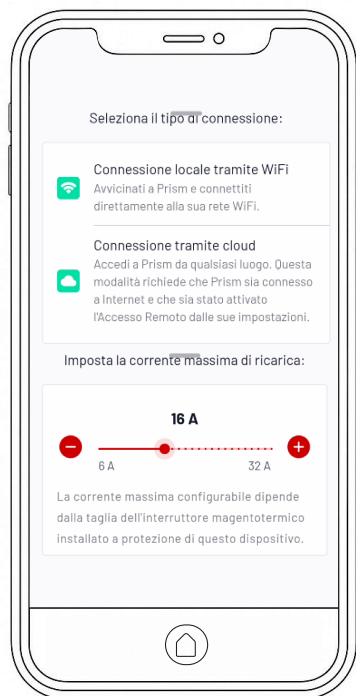 Seleziona il tipo di connessione:
Connessione locale tramite WiFi
Avvicinati a Prism e connettiti
direttamente alla sua rete WiFi.
Connessione tramite cloud
Accedi a Prism da qualsiasi luogo. Questa
modalità richiede che Prism sia connesso
a Internet e che sia stato attivato
l'Accesso Remoto dalle sue impostazioni.
Imposta la corrente massima di ricarica:
16 A
6 A 32 A
La corrente massima configurabile dipende
dalla taglia dell'interruttore magentotermico
installato a protezione di questo dispositivo.